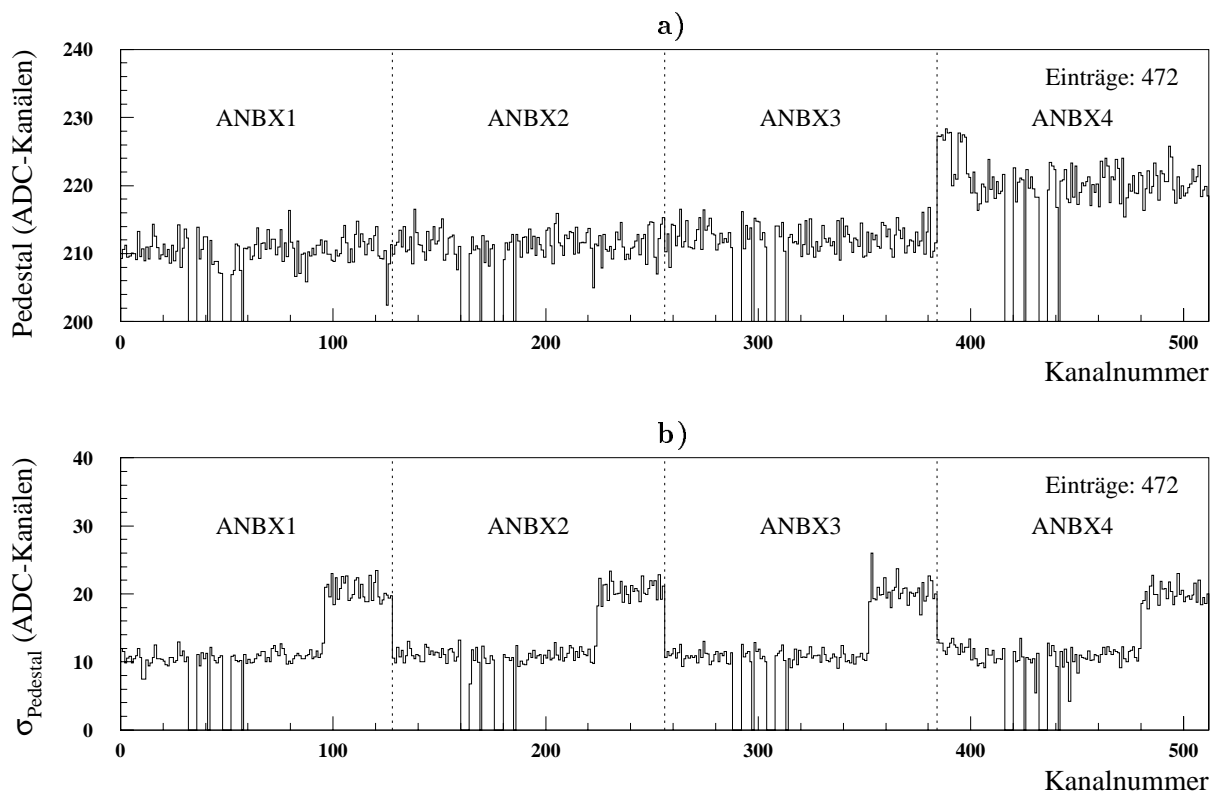 a)
Pedestal (ADC-Kanälen)
240
230
220
210
200
Einträge: 472
ANBX1 ANBX2 ANBX3 ANBX4
0 100 200 300 400 500
Kanalnummer
b)
σPedestal (ADC-Kanälen)
40
30
20
10
0
Einträge: 472
ANBX1 ANBX2 ANBX3 ANBX4
0 100 200 300 400 500
Kanalnummer